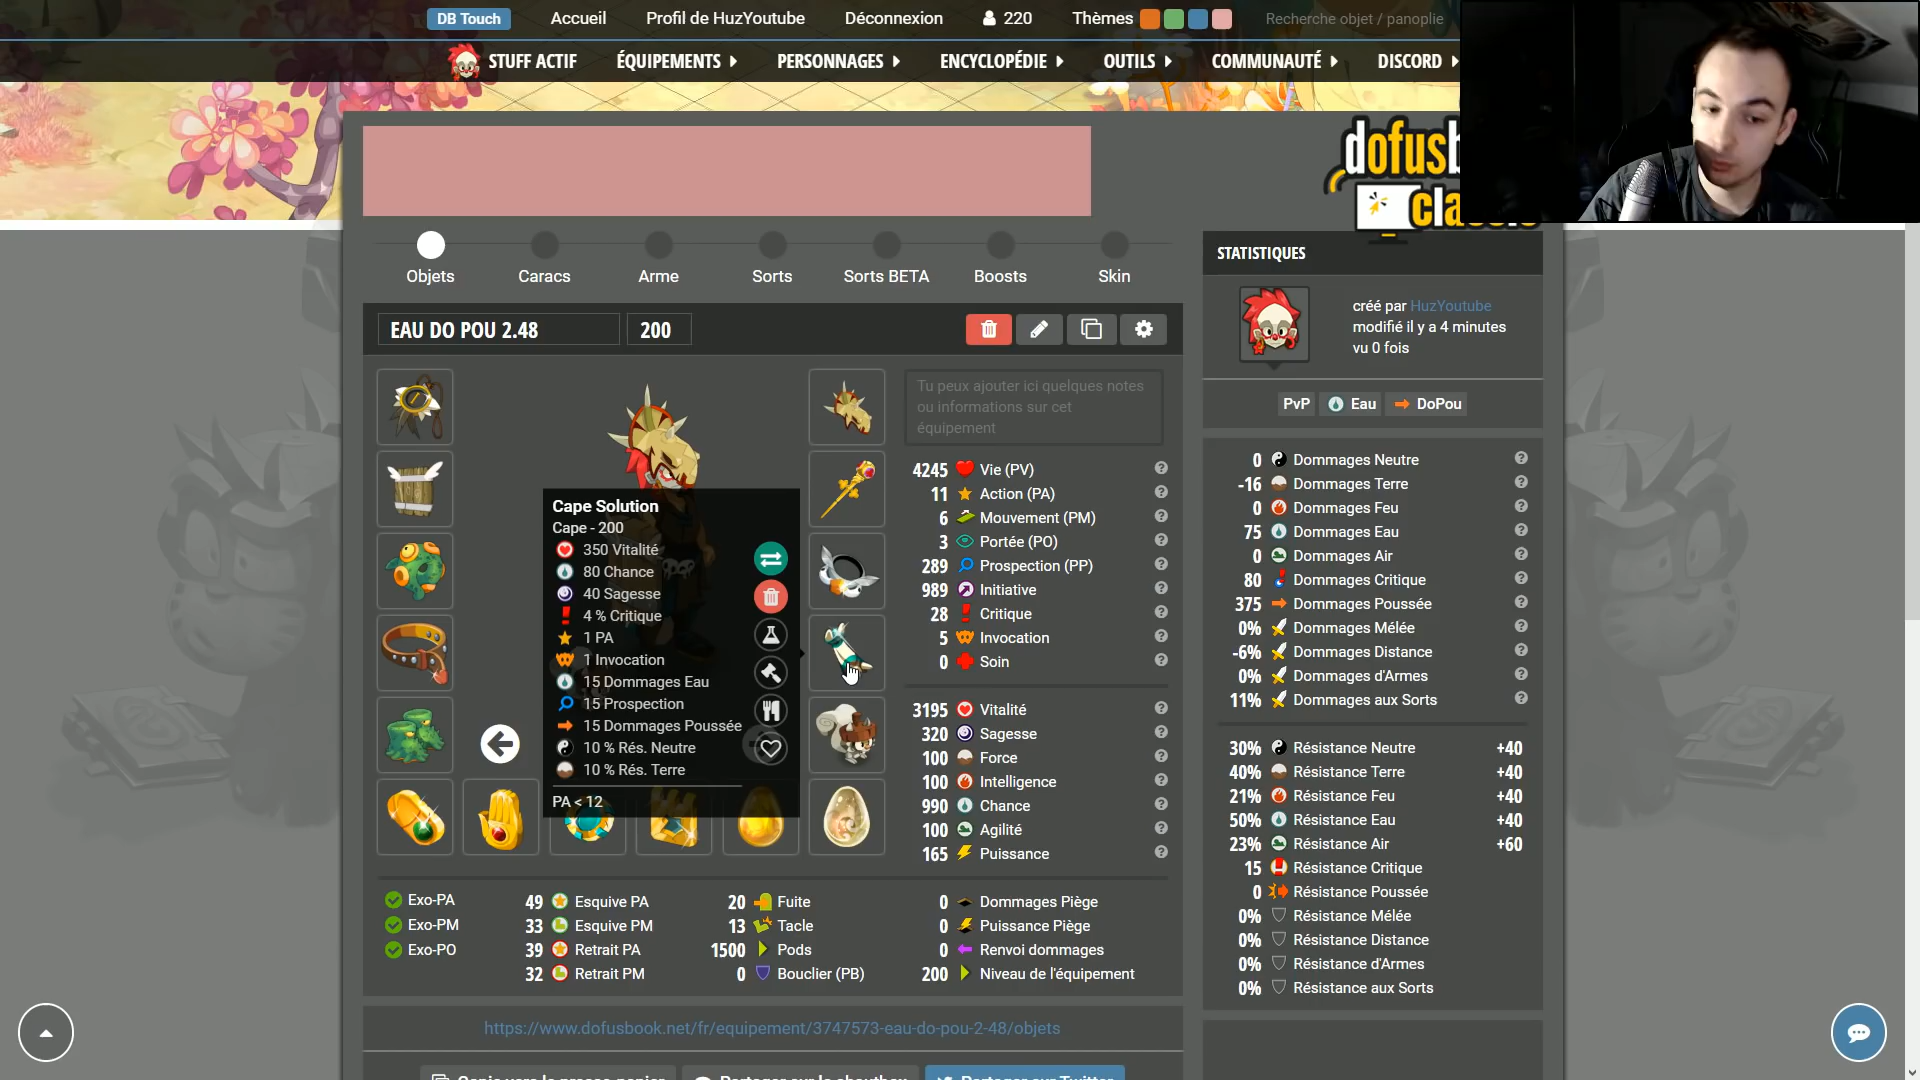 DB Touch Accueil Profil de HuzYoutube Déconnexion 220 Thèmes Recherche objet / panoplie
STUFF ACTIF ÉQUIPEMENTS PERSONNAGES ENCYCLOPÉDIE OUTILS COMMUNAUTÉ DISCORD
Objets Caracs Arme Sorts Sorts BETA Boosts Skin
EAU DO POU 2.48 200
Tu peux ajouter ici quelques notes
ou informations sur cet
équipement
Cape Solution
Cape - 200
350 Vitalité
80 Chance
40 Sagesse
4 % Critique
1 PA
1 Invocation
15 Dommages Eau
15 Prospection
15 Dommages Poussée
10 % Rés. Neutre
10 % Rés. Terre
PA < 12
4245 Vie (PV)
11 Action (PA)
6 Mouvement (PM)
3 Portée (PO)
289 Prospection (PP)
989 Initiative
28 Critique
5 Invocation
0 Soin
3195 Vitalité
320 Sagesse
100 Force
100 Intelligence
990 Chance
100 Agilité
165 Puissance
Exo-PA
Exo-PM
Exo-PO
49 Esquive PA
33 Esquive PM
39 Retrait PA
32 Retrait PM
20 Fuite
13 Tacle
1500 Pods
0 Bouclier (PB)
0 Dommages Piège
0 Puissance Piège
0 Renvoi dommages
200 Niveau de l'équipement
https://www.dofusbook.net/fr/equipement/3747573-eau-do-pou-2-48/objets
Copie vers le presse-papier Partager sur la shoutbox Partager sur Twitter
STATISTIQUES
créé par HuzYoutube
modifié il y a 4 minutes
vu 0 fois
PvP Eau DoPou
0 Dommages Neutre
-16 Dommages Terre
0 Dommages Feu
75 Dommages Eau
0 Dommages Air
80 Dommages Critique
375 Dommages Poussée
0% Dommages Mélée
-6% Dommages Distance
0% Dommages d'Armes
11% Dommages aux Sorts
30% Résistance Neutre +40
40% Résistance Terre +40
21% Résistance Feu +40
50% Résistance Eau +40
23% Résistance Air +60
15 Résistance Critique
0 Résistance Poussée
0% Résistance Mélée
0% Résistance Distance
0% Résistance d'Armes
0% Résistance aux Sorts